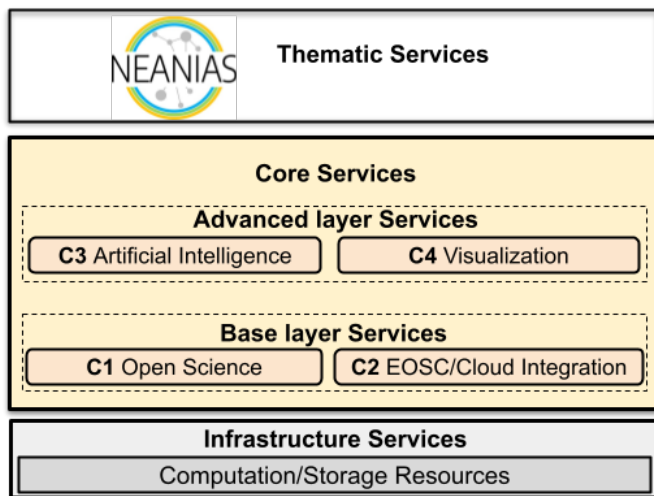 NEANIAS
Thematic Services
Core Services
Advanced layer Services
C3 Artificial Intelligence
C4 Visualization
Base layer Services
C1 Open Science
C2 EOSC/Cloud Integration
Infrastructure Services
Computation/Storage Resources